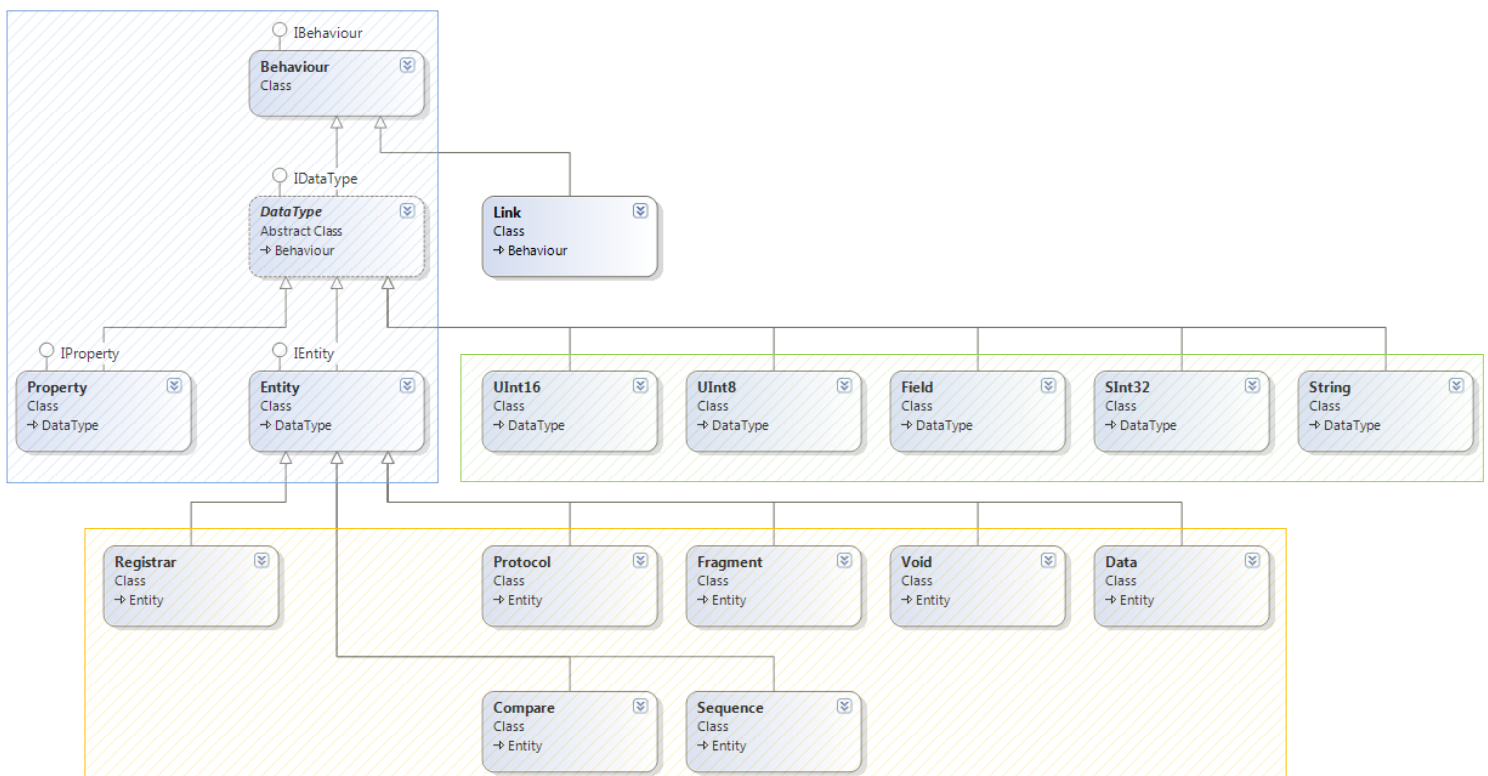 IBehaviour
Behaviour
Class
IDataType
DataType
Abstract Class
Behaviour
Link
Class
Behaviour
IProperty
Property
Class
DataType
IEntity
Entity
Class
DataType
UInt16
Class
DataType
UInt8
Class
DataType
Field
Class
DataType
SInt32
Class
DataType
String
Class
DataType
Registrar
Class
Entity
Protocol
Class
Entity
Fragment
Class
Entity
Void
Class
Entity
Data
Class
Entity
Compare
Class
Entity
Sequence
Class
Entity